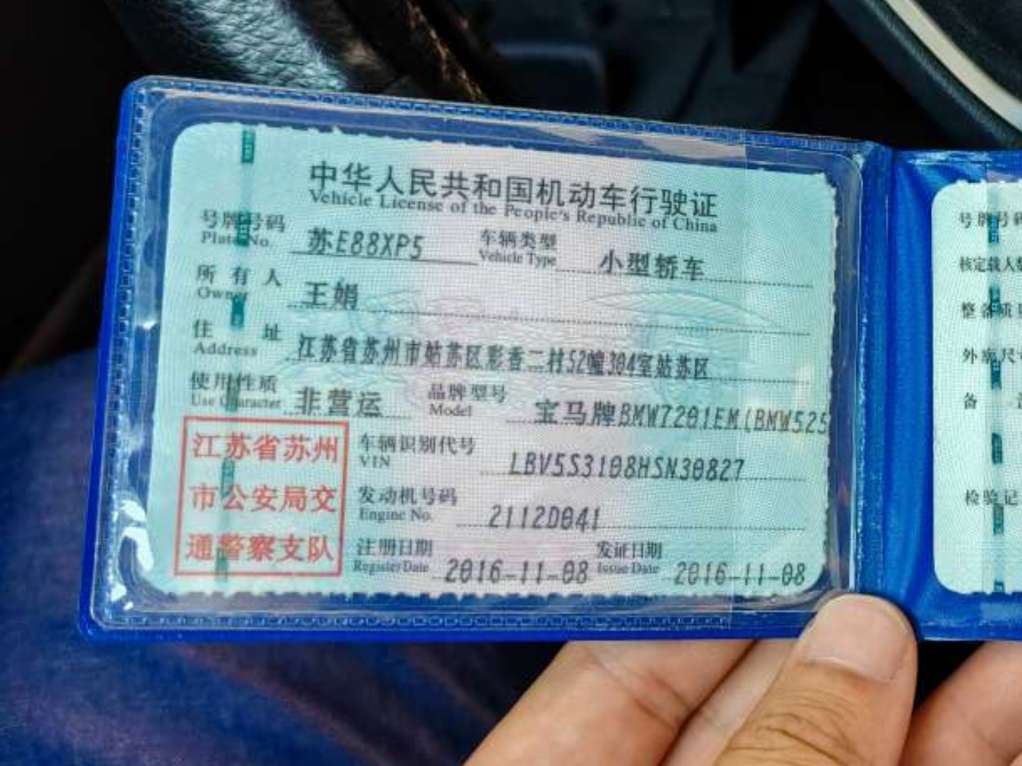 中华人民共和国机动车行驶证
Vehicle License of the People's Republic of China
号牌号码 苏E88XP5 车辆类型 小型轿车
Plate No. Vehicle Type
所有人 王娟
Owner
住址 江苏省苏州市姑苏区彩香二村52幢304室姑苏区
Address
使用性质 非营运 品牌型号 宝马牌BMW7201EM(BMW525
Use Character Model
车辆识别代号 LBV5S3108HSN30827
VIN
发动机号码 2112D041
Engine No.
注册日期 2016-11-08 发证日期 2016-11-08
Register Date Issue Date
江苏省苏州
市公安局交
通警察支队
号牌号码
核定载人数
整备质
外廓尺寸
备
检验记